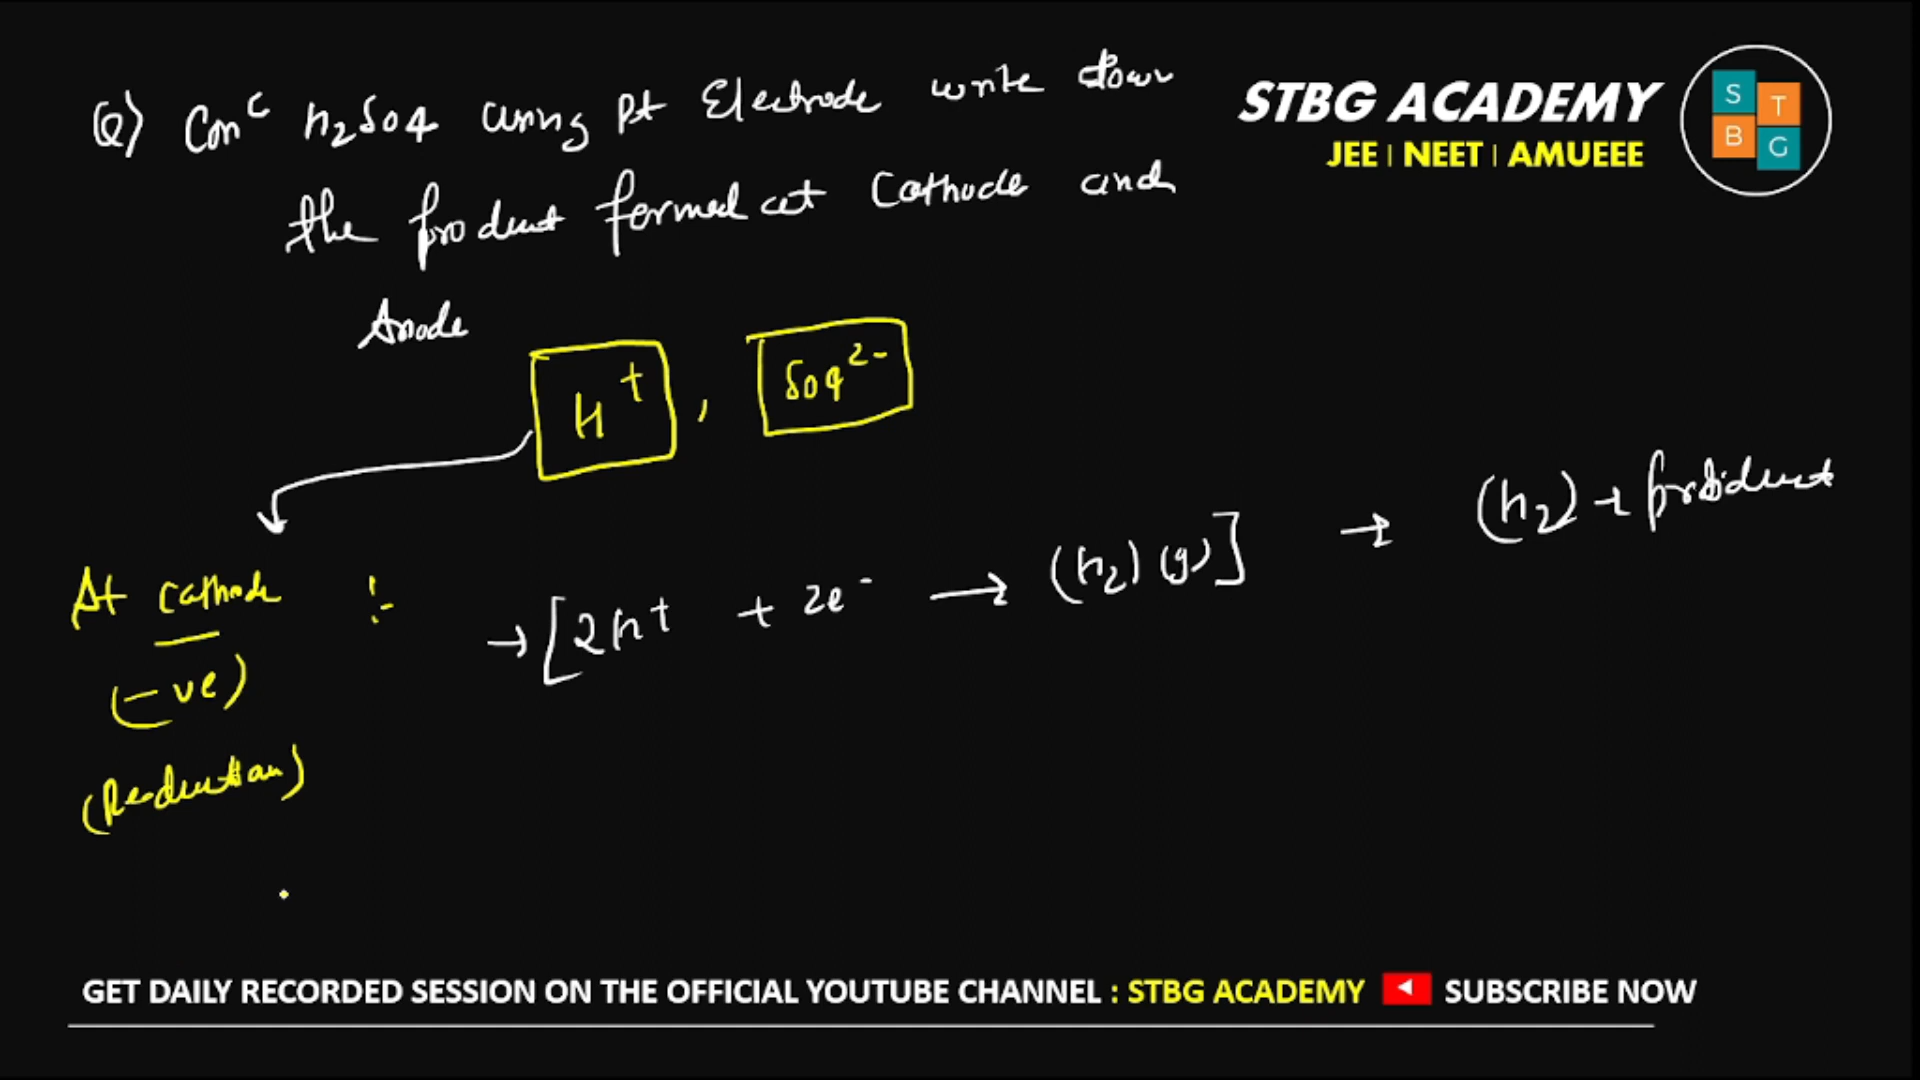 Q) Conc H2SO4 using Pt Electrode write down
the product formed at Cathode and
Anode
STBG ACADEMY
JEE | NEET | AMUEEE
S T
B G
H+ , SO4 2-
At cathode :-
(-ve)
(Reduction)
→ [2H+ + 2e- → (H2) (g)] → (H2) → product
GET DAILY RECORDED SESSION ON THE OFFICIAL YOUTUBE CHANNEL : STBG ACADEMY SUBSCRIBE NOW